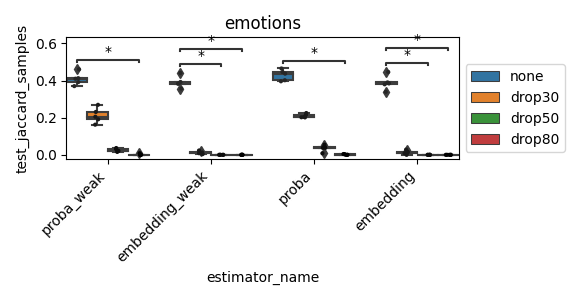 emotions
test_jaccard_samples
0.6
0.4
0.2
0.0
*
*
*
*
*
*
none
drop30
drop50
drop80
proba_weak
embedding_weak
proba
embedding
estimator_name